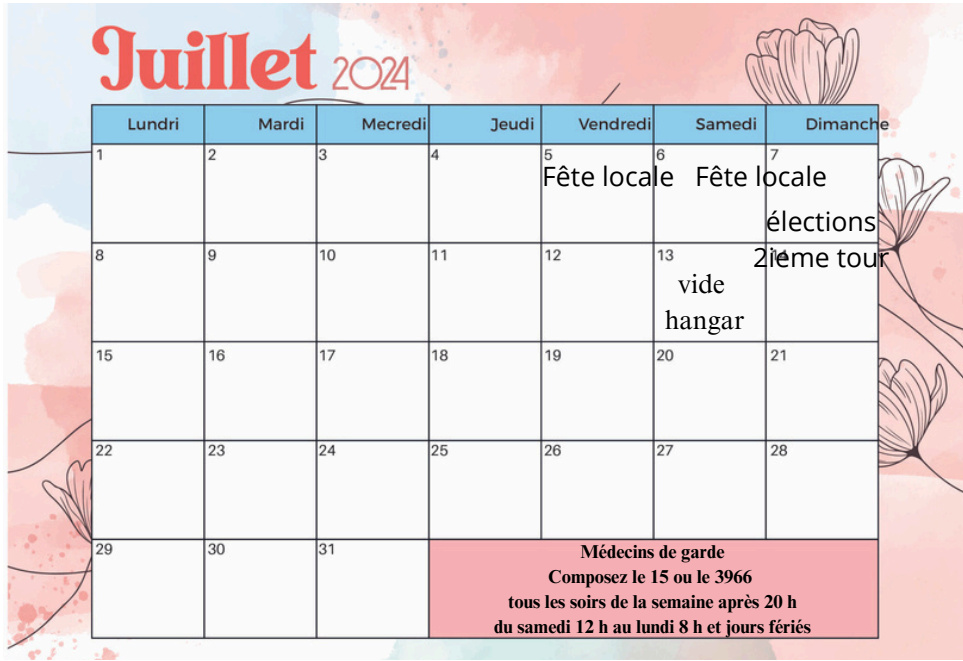 Juillet 2024
Lundri Mardi Mecredi Jeudi Vendredi Samedi Dimanche
1 2 3 4 5 6 7
Fête locale Fête locale
élections
2ième tour
8 9 10 11 12 13 14
vide
hangar
15 16 17 18 19 20 21
22 23 24 25 26 27 28
29 30 31
Médecins de garde
Composez le 15 ou le 3966
tous les soirs de la semaine après 20 h
du samedi 12 h au lundi 8 h et jours fériés